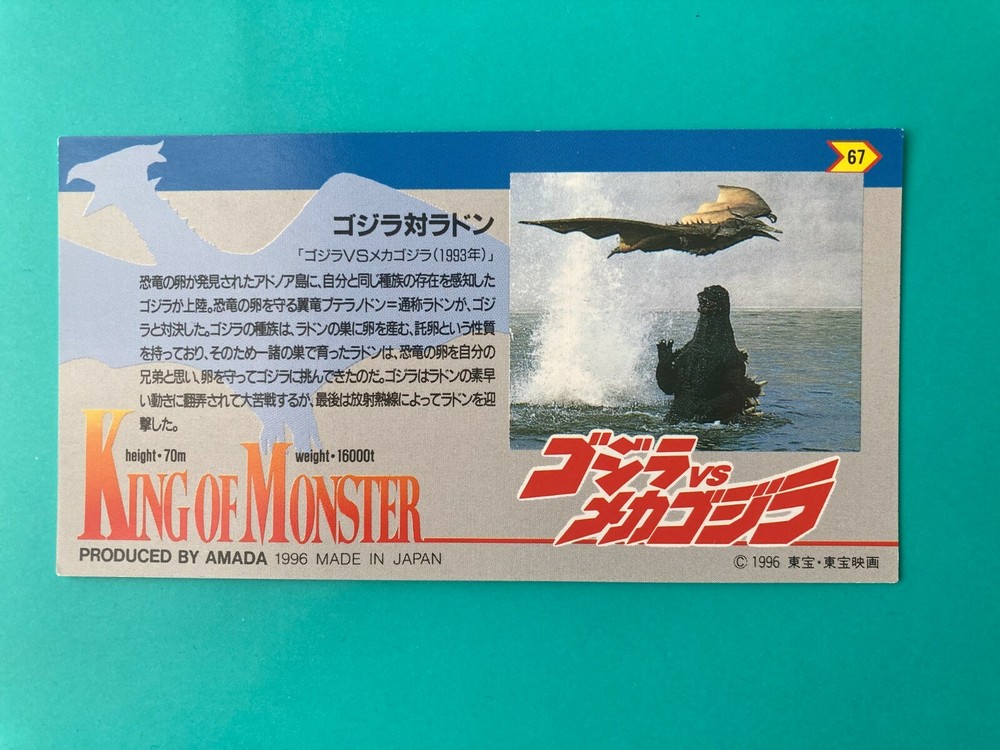 67
ゴジラ対ラドン
「ゴジラVSメカゴジラ(1993年)」
恐竜の卵が発見されたアドノア島に、自分と同じ種族の存在を感知した
ゴジラが上陸。恐竜の卵を守る翼竜プテラノドン=通称ラドンが、ゴジ
ラと対決した。ゴジラの種族は、ラドンの巣に卵を産む、託卵という性質
を持っており、そのため一諸の巣で育ったラドンは、恐竜の卵を自分の
兄弟と思い、卵を守ってゴジラに挑んできたのだ。ゴジラはラドンの素早
い動きに翻弄されて大苦戦するが、最後は放射熱線によってラドンを迎
撃した。
height・70m weight・16000t
KING OF MONSTER
ゴジラVS
メカゴジラ
PRODUCED BY AMADA 1996 MADE IN JAPAN
© 1996 東宝・東宝映画